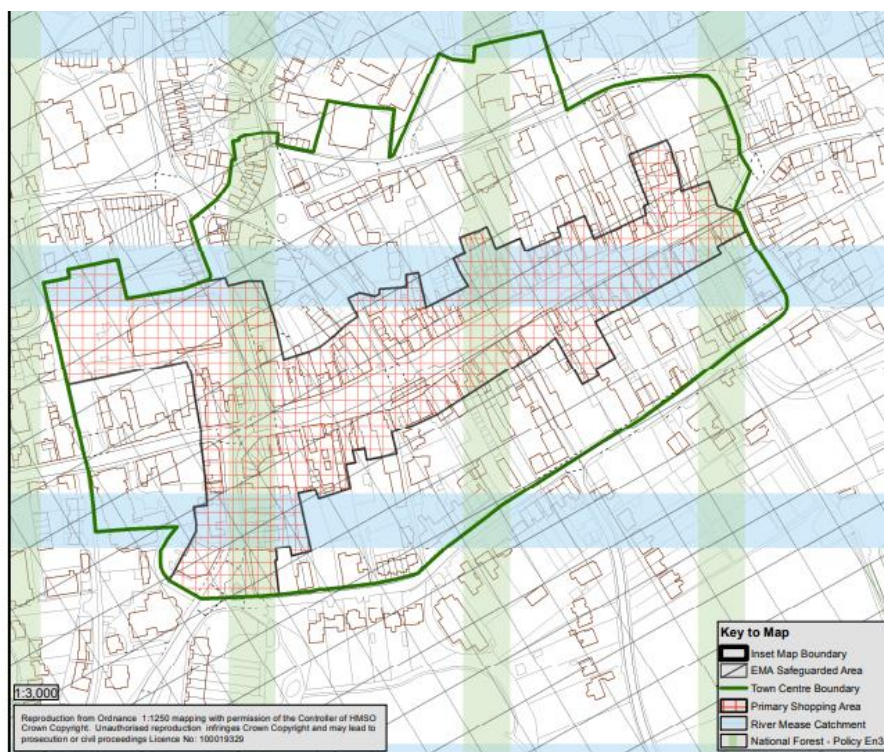 Key to Map
Inset Map Boundary
EMA Safeguarded Area
Town Centre Boundary
Primary Shopping Area
River Mease Catchment
National Forest - Policy En3
1:3,000
Reproduction from Ordnance 1:1250 mapping with permission of the Controller of HMSO
Crown Copyright. Unauthorised reproduction infringes Crown Copyright and may lead to
prosecution or civil proceedings Licence No: 100019329